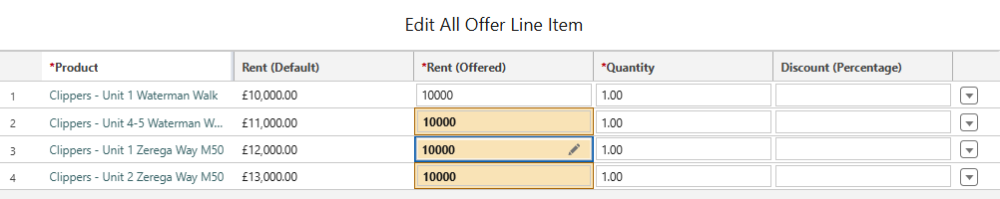 Edit All Offer Line Item
*Product Rent (Default) *Rent (Offered) *Quantity Discount (Percentage)
1 Clippers - Unit 1 Waterman Walk £10,000.00 10000 1.00
2 Clippers - Unit 4-5 Waterman W... £11,000.00 10000 1.00
3 Clippers - Unit 1 Zerega Way M50 £12,000.00 10000 1.00
4 Clippers - Unit 2 Zerega Way M50 £13,000.00 10000 1.00